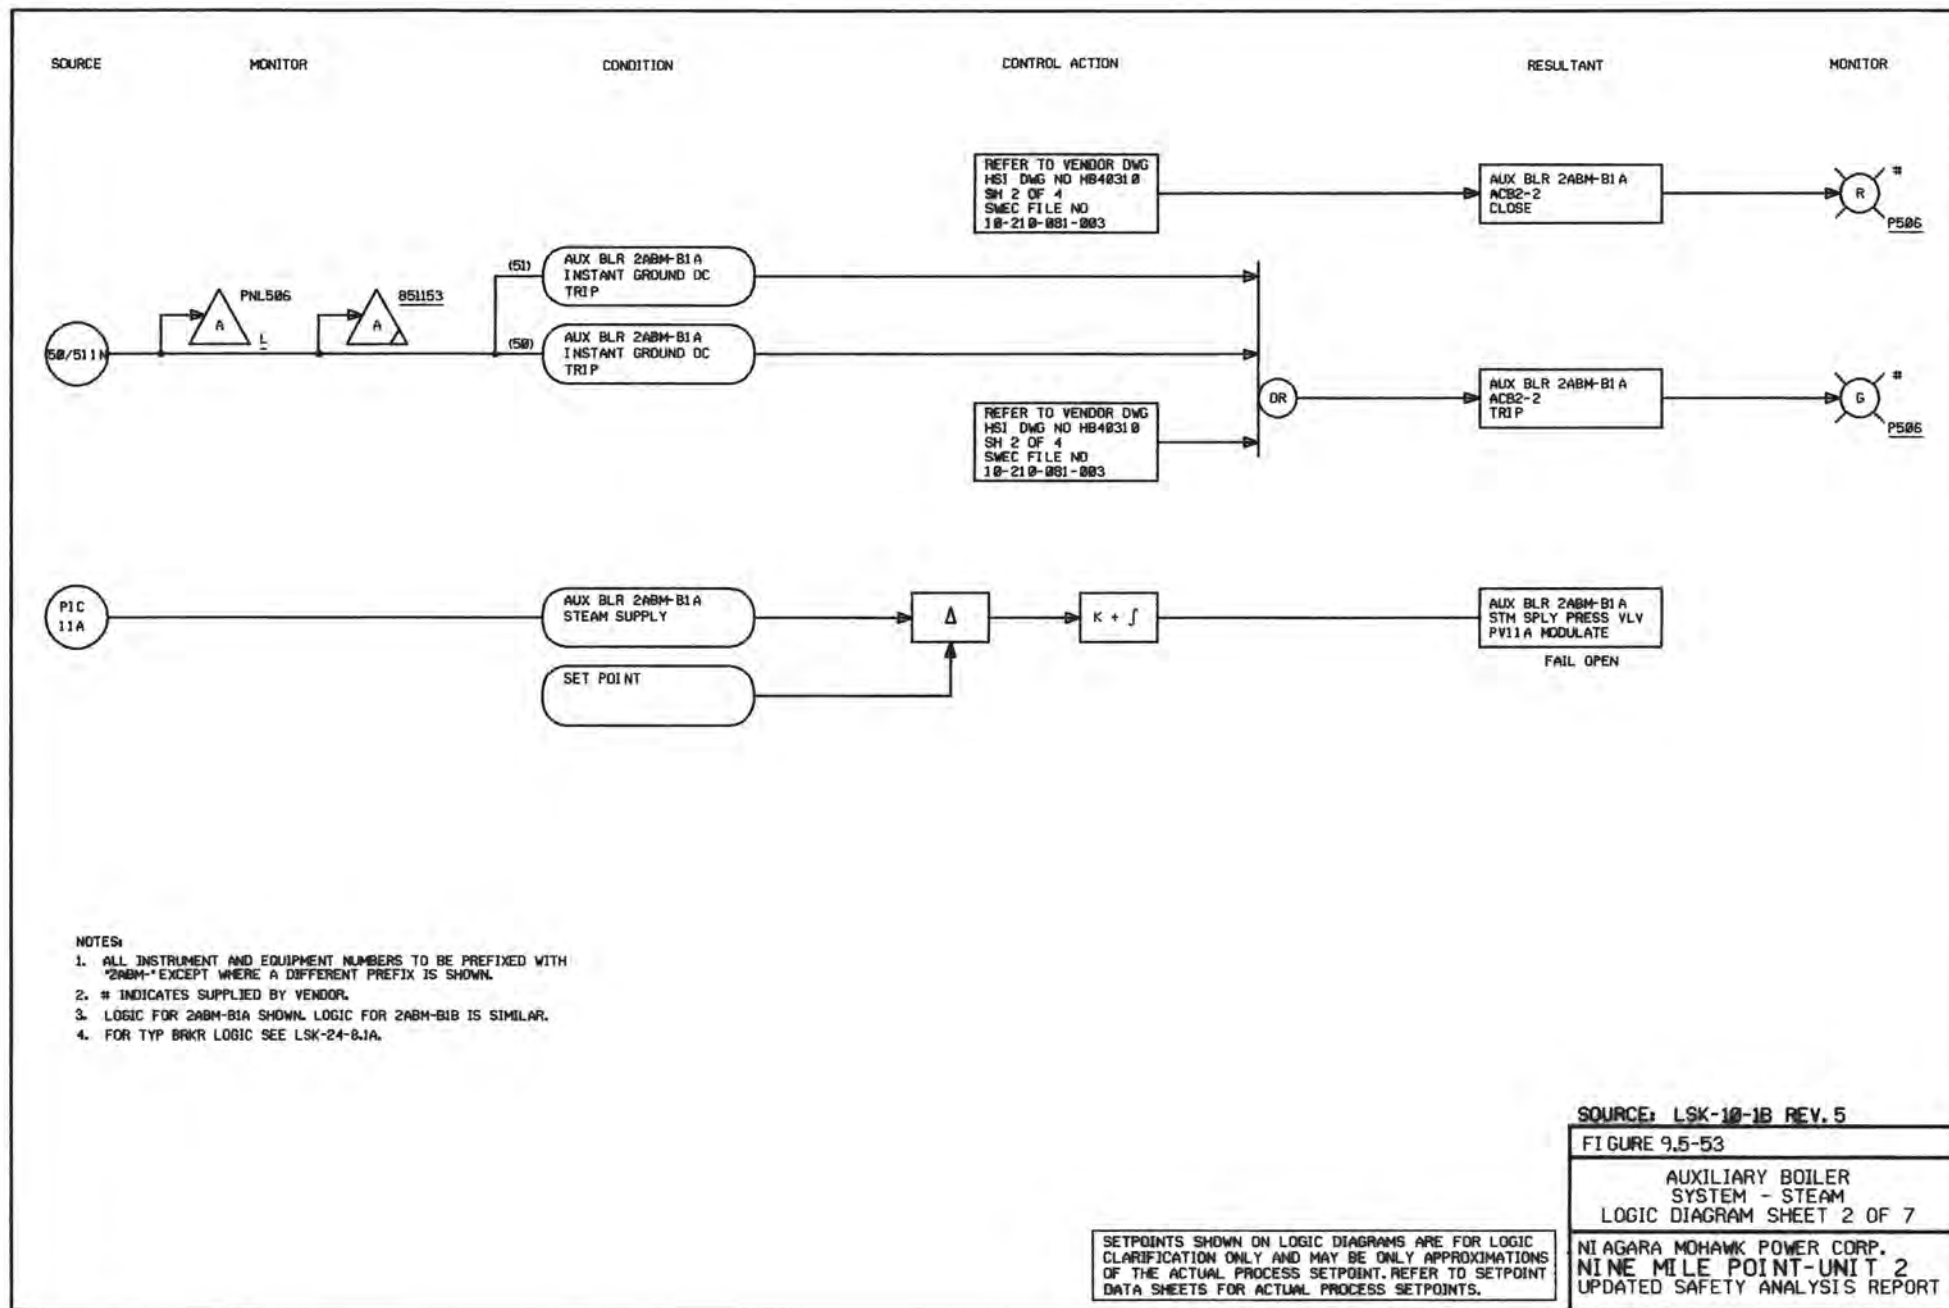 SOURCE MONITOR CONDITION CONTROL ACTION RESULTANT MONITOR
REFER TO VENDOR DWG
HSI DWG NO HB40310
SH 2 OF 4
SWEC FILE NO
10-210-081-003
AUX BLR 2ABM-B1A
ACB2-2
CLOSE
R
#
P506
50/511N
A
PNL506
L
A
851153
(51)
AUX BLR 2ABM-B1A
INSTANT GROUND OC
TRIP
(50)
AUX BLR 2ABM-B1A
INSTANT GROUND OC
TRIP
REFER TO VENDOR DWG
HSI DWG NO HB40310
SH 2 OF 4
SWEC FILE NO
10-210-081-003
OR
AUX BLR 2ABM-B1A
ACB2-2
TRIP
G
#
P506
PIC
11A
AUX BLR 2ABM-B1A
STEAM SUPPLY
Δ
K + ∫
AUX BLR 2ABM-B1A
STM SPLY PRESS VLV
PV11A MODULATE
FAIL OPEN
SET POINT
NOTES:
1. ALL INSTRUMENT AND EQUIPMENT NUMBERS TO BE PREFIXED WITH
"2ABM-" EXCEPT WHERE A DIFFERENT PREFIX IS SHOWN.
2. # INDICATES SUPPLIED BY VENDOR.
3. LOGIC FOR 2ABM-B1A SHOWN. LOGIC FOR 2ABM-B1B IS SIMILAR.
4. FOR TYP BRKR LOGIC SEE LSK-24-8.1A.
SETPOINTS SHOWN ON LOGIC DIAGRAMS ARE FOR LOGIC
CLARIFICATION ONLY AND MAY BE ONLY APPROXIMATIONS
OF THE ACTUAL PROCESS SETPOINT. REFER TO SETPOINT
DATA SHEETS FOR ACTUAL PROCESS SETPOINTS.
SOURCE: LSK-10-1B REV. 5
FIGURE 9.5-53
AUXILIARY BOILER
SYSTEM - STEAM
LOGIC DIAGRAM SHEET 2 OF 7
NIAGARA MOHAWK POWER CORP.
NINE MILE POINT-UNIT 2
UPDATED SAFETY ANALYSIS REPORT